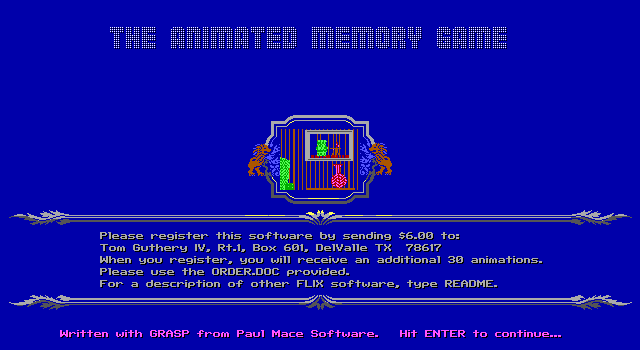 THE ANIMATED MEMORY GAME
Please register this software by sending $6.00 to:
Tom Guthery IV, Rt.1, Box 601, DelValle TX  78617
When you register, you will receive an additional 30 animations.
Please use the ORDER.DOC provided.
For a description of other FLIX software, type README.
Written with GRASP from Paul Mace Software.   Hit ENTER to continue...